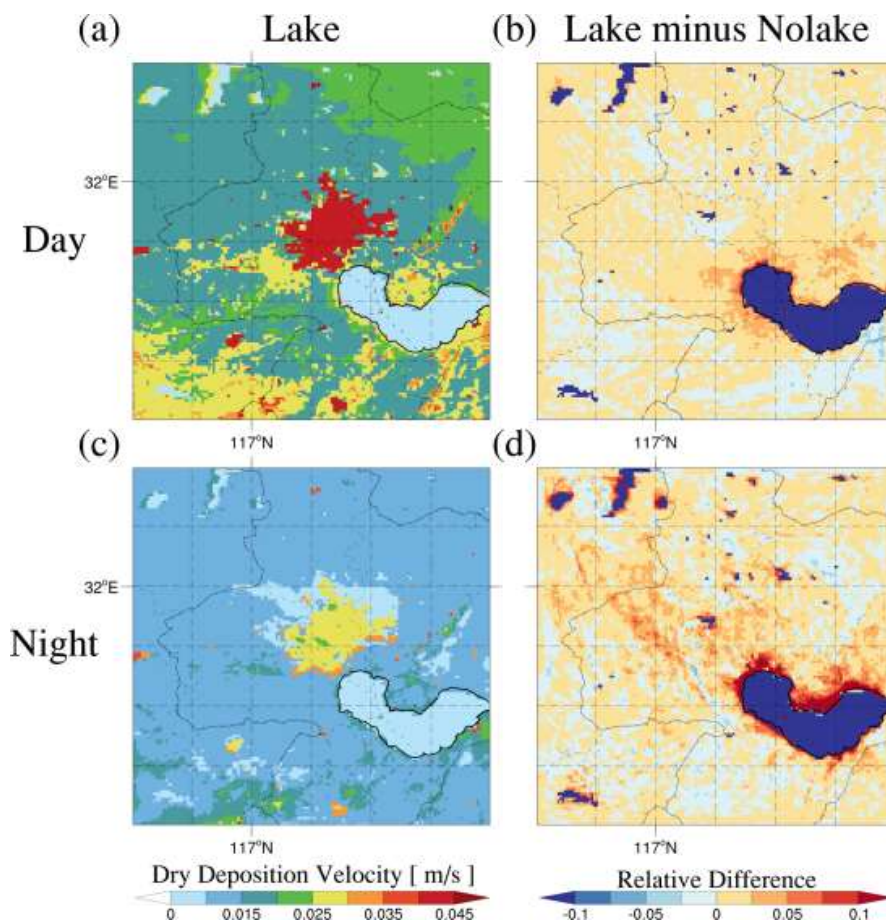 (a) Lake (b) Lake minus Nolake
32°E
Day
117°N 117°N
(c) (d)
32°E
Night
117°N 117°N
Dry Deposition Velocity [ m/s ] Relative Difference
0 0.015 0.025 0.035 0.045 -0.1 -0.05 0 0.05 0.1